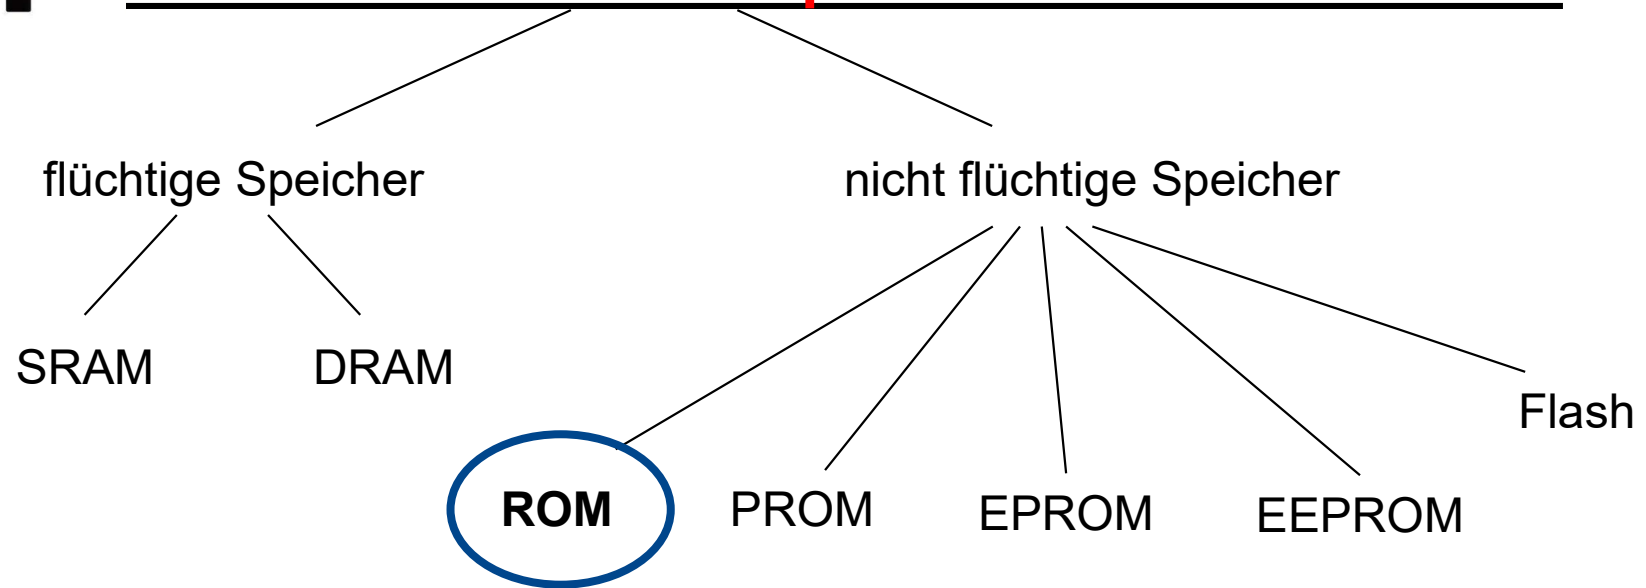 flüchtige Speicher
nicht flüchtige Speicher
SRAM
DRAM
Flash
ROM
PROM
EPROM
EEPROM